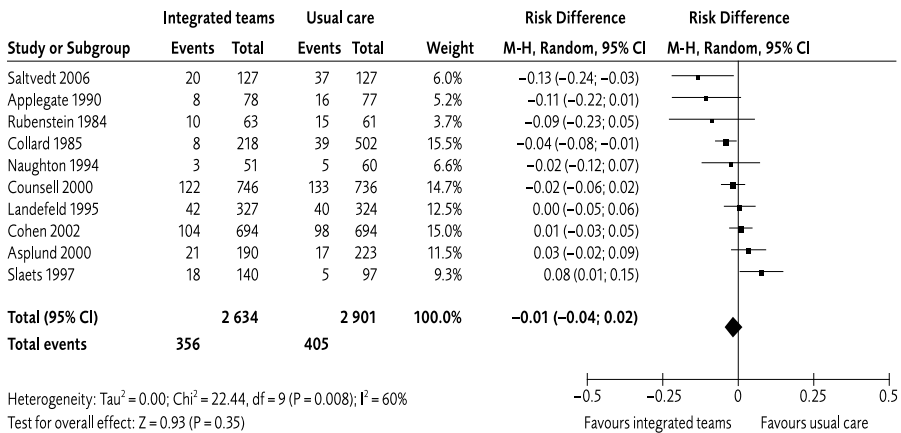 Integrated teams Usual care Risk Difference Risk Difference
Study or Subgroup Events Total Events Total Weight M-H, Random, 95% CI M-H, Random, 95% CI
Saltvedt 2006 20 127 37 127 6.0% −0.13 (−0.24; −0.03)
Applegate 1990 8 78 16 77 5.2% −0.11 (−0.22; 0.01)
Rubenstein 1984 10 63 15 61 3.7% −0.09 (−0.23; 0.05)
Collard 1985 8 218 39 502 15.5% −0.04 (−0.08; −0.01)
Naughton 1994 3 51 5 60 6.6% −0.02 (−0.12; 0.07)
Counsell 2000 122 746 133 736 14.7% −0.02 (−0.06; 0.02)
Landefeld 1995 42 327 40 324 12.5% 0.00 (−0.05; 0.06)
Cohen 2002 104 694 98 694 15.0% 0.01 (−0.03; 0.05)
Asplund 2000 21 190 17 223 11.5% 0.03 (−0.02; 0.09)
Slaets 1997 18 140 5 97 9.3% 0.08 (0.01; 0.15)
Total (95% CI) 2 634 2 901 100.0% −0.01 (−0.04; 0.02)
Total events 356 405
Heterogeneity: Tau² = 0.00; Chi² = 22.44, df = 9 (P = 0.008); I² = 60%
Test for overall effect: Z = 0.93 (P = 0.35)
−0.5 −0.25 0 0.25 0.5
Favours integrated teams Favours usual care